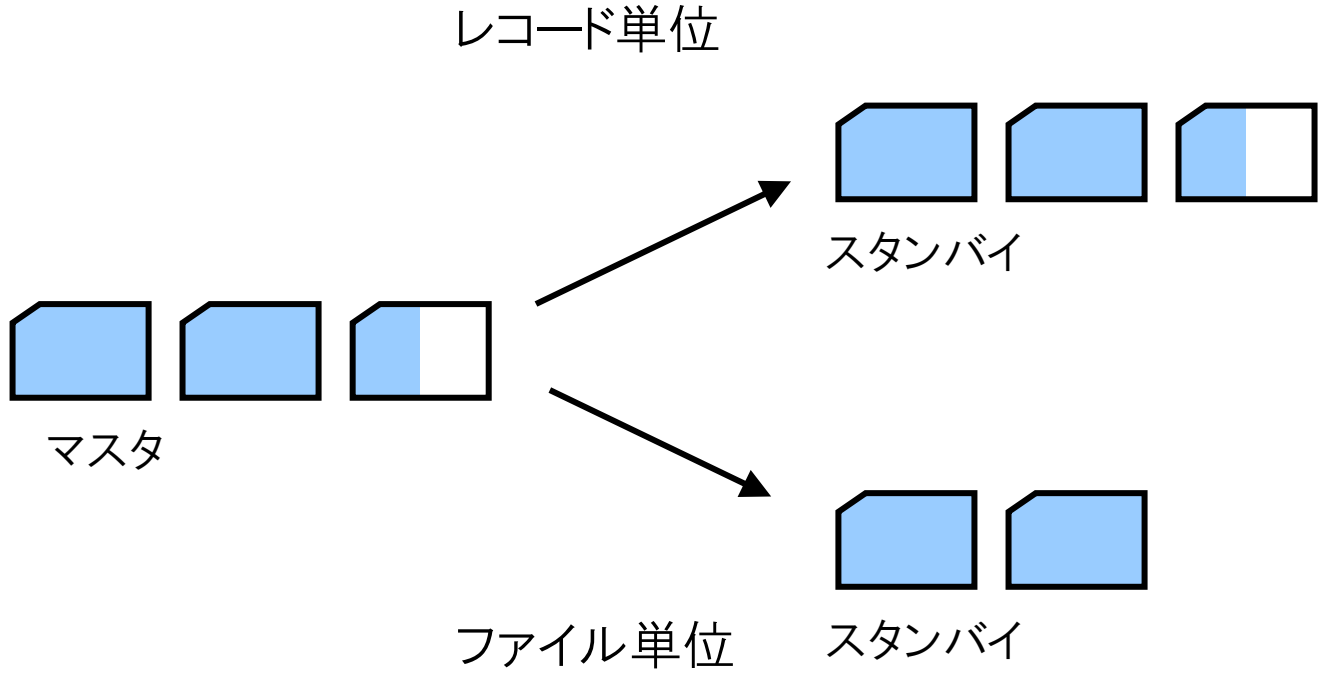 レコード単位
スタンバイ
マスタ
ファイル単位
スタンバイ